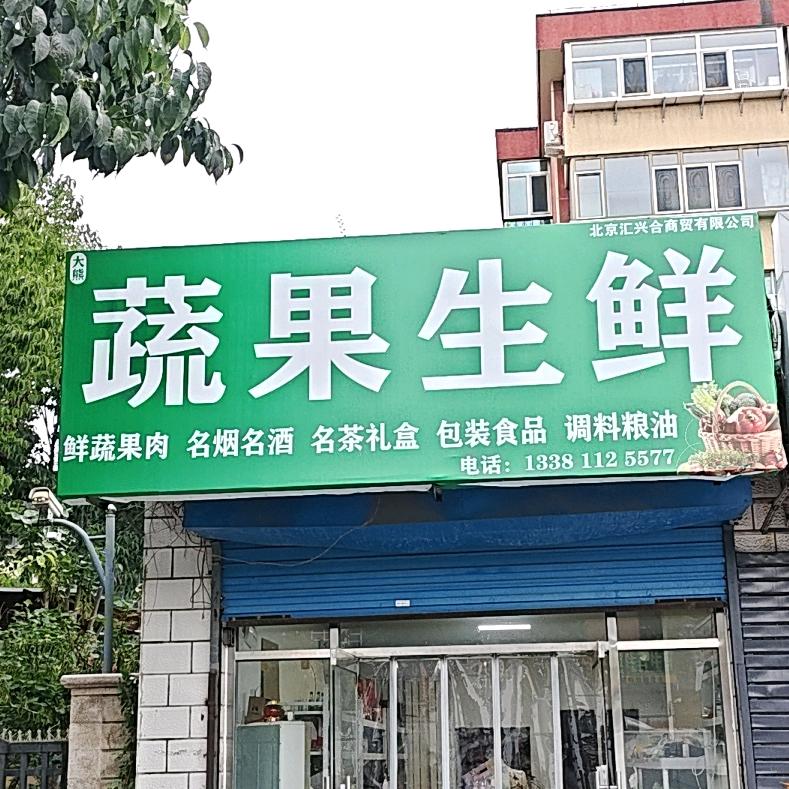 北京汇兴合商贸有限公司
大熊
蔬果生鲜
鲜蔬果肉 名烟名酒 名茶礼盒 包装食品 调料粮油
电话：1338 112 5577